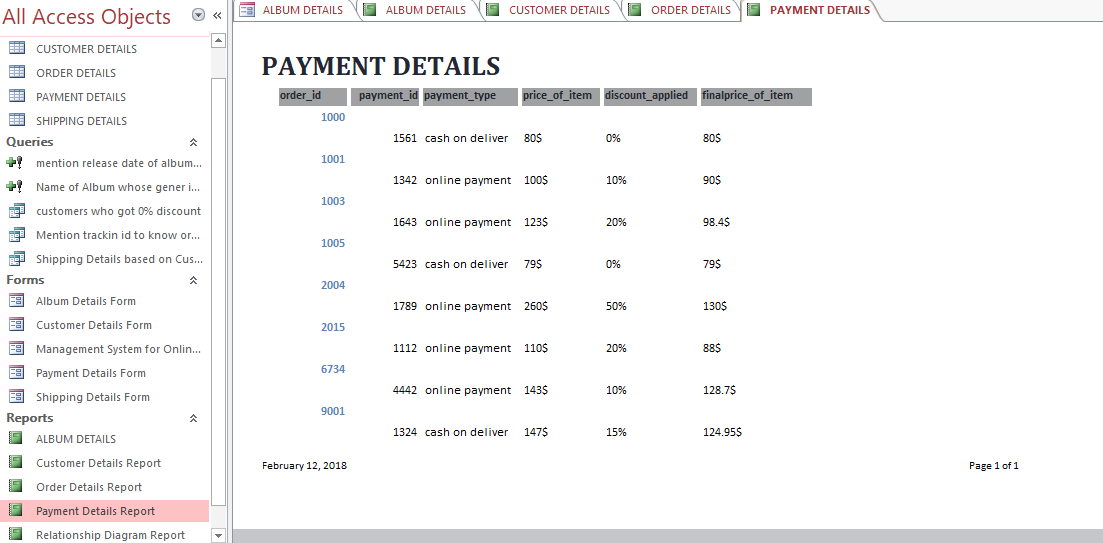 All Access Objects
CUSTOMER DETAILS
ORDER DETAILS
PAYMENT DETAILS
SHIPPING DETAILS
Queries
mention release date of album...
Name of Album whose gener i...
customers who got 0% discount
Mention trackin id to know or...
Shipping Details based on Cus...
Forms
Album Details Form
Customer Details Form
Management System for Onlin...
Payment Details Form
Shipping Details Form
Reports
ALBUM DETAILS
Customer Details Report
Order Details Report
Payment Details Report
Relationship Diagram Report
ALBUM DETAILS ALBUM DETAILS CUSTOMER DETAILS ORDER DETAILS PAYMENT DETAILS
PAYMENT DETAILS
order_id payment_id payment_type price_of_item discount_applied finalprice_of_item
1000
1561 cash on deliver 80$ 0% 80$
1001
1342 online payment 100$ 10% 90$
1003
1643 online payment 123$ 20% 98.4$
1005
5423 cash on deliver 79$ 0% 79$
2004
1789 online payment 260$ 50% 130$
2015
1112 online payment 110$ 20% 88$
6734
4442 online payment 143$ 10% 128.7$
9001
1324 cash on deliver 147$ 15% 124.95$
February 12, 2018 Page 1 of 1